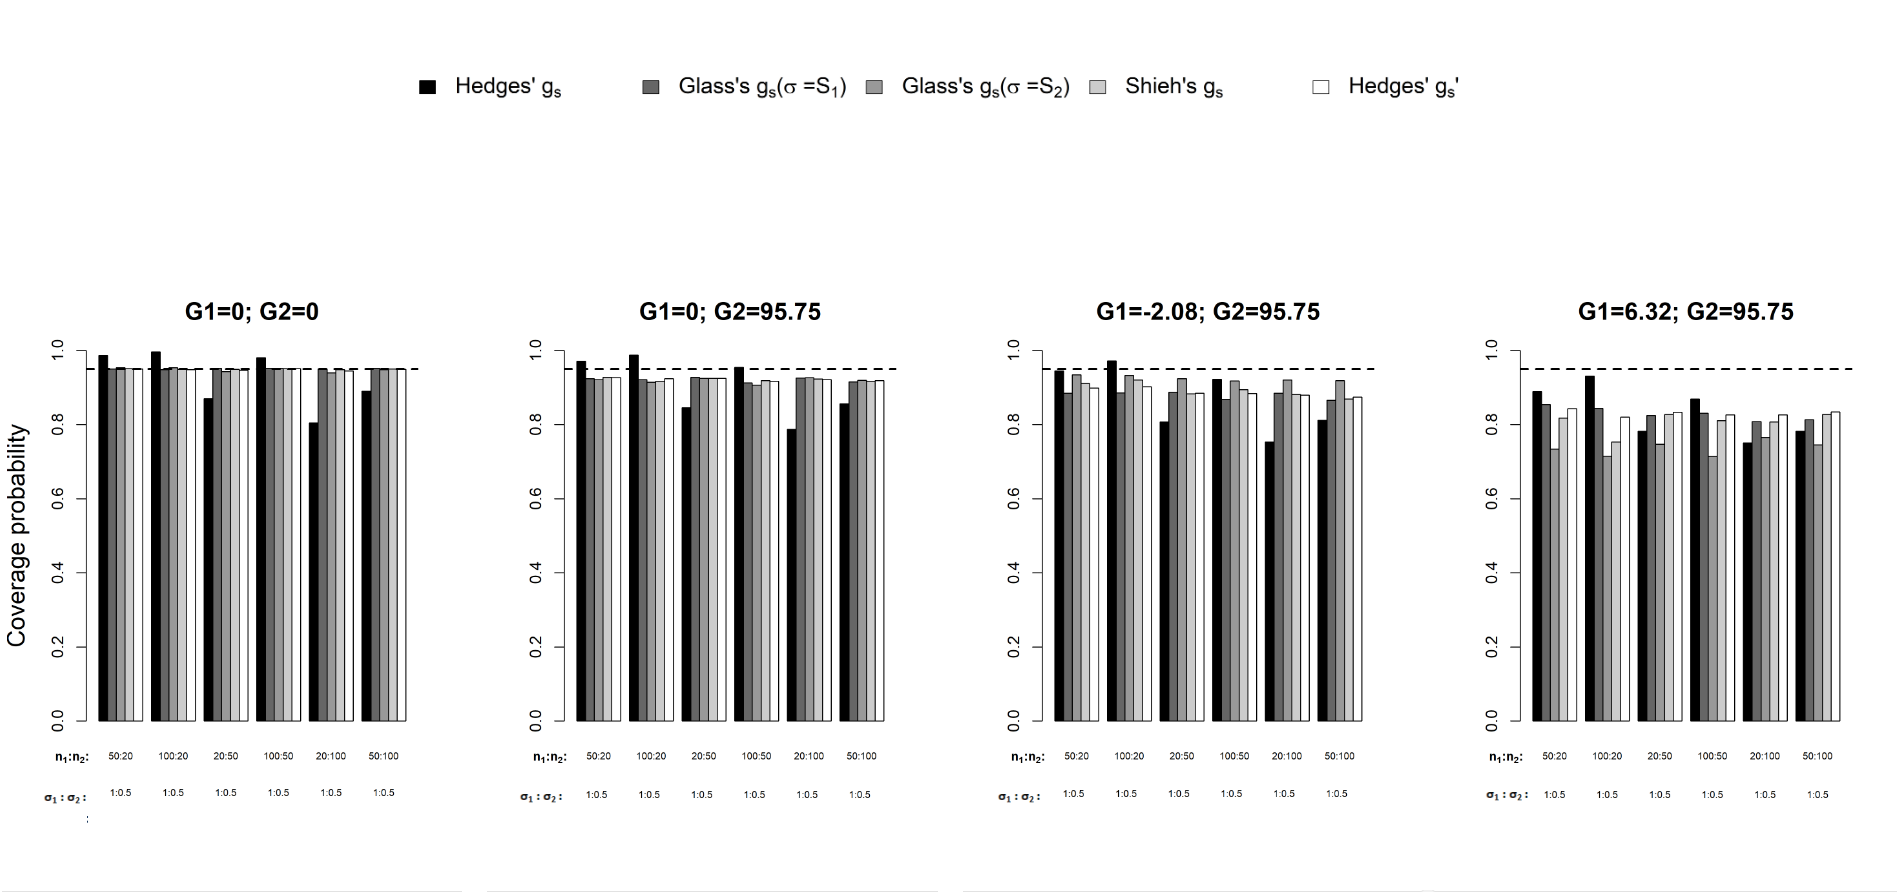 Hedges' gs Glass's gs(σ =S1) Glass's gs(σ =S2) Shieh's gs Hedges' gs'
G1=0; G2=0
G1=0; G2=95.75
G1=-2.08; G2=95.75
G1=6.32; G2=95.75
Coverage probability
1.0
0.8
0.6
0.4
0.2
0.0
n1:n2: 50:20 100:20 20:50 100:50 20:100 50:100
σ1 : σ2 : 1:0.5 1:0.5 1:0.5 1:0.5 1:0.5 1:0.5
:
1.0
0.8
0.6
0.4
0.2
0.0
n1:n2: 50:20 100:20 20:50 100:50 20:100 50:100
σ1 : σ2 : 1:0.5 1:0.5 1:0.5 1:0.5 1:0.5 1:0.5
1.0
0.8
0.6
0.4
0.2
0.0
n1:n2: 50:20 100:20 20:50 100:50 20:100 50:100
σ1 : σ2 : 1:0.5 1:0.5 1:0.5 1:0.5 1:0.5 1:0.5
1.0
0.8
0.6
0.4
0.2
0.0
n1:n2: 50:20 100:20 20:50 100:50 20:100 50:100
σ1 : σ2 : 1:0.5 1:0.5 1:0.5 1:0.5 1:0.5 1:0.5